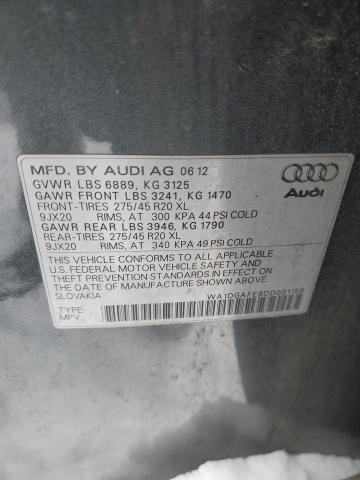 MFD. BY AUDI AG 06 12
GVWR LBS 6889, KG 3125
GAWR FRONT LBS 3241, KG 1470
FRONT-TIRES 275/45 R20 XL
9JX20 RIMS, AT 300 KPA 44 PSI COLD
GAWR REAR LBS 3946, KG 1790
REAR-TIRES 275/45 R20 XL
9JX20 RIMS, AT 340 KPA 49 PSI COLD
Audi
THIS VEHICLE CONFORMS TO ALL APPLICABLE
U.S. FEDERAL MOTOR VEHICLE SAFETY STANDARDS IN EFFECT ON
THE DATE OF MANUFACTURE SHOWN ABOVE.
SLOVAKIA
WA1DGAFE9DD001159
TYPE:
MPV